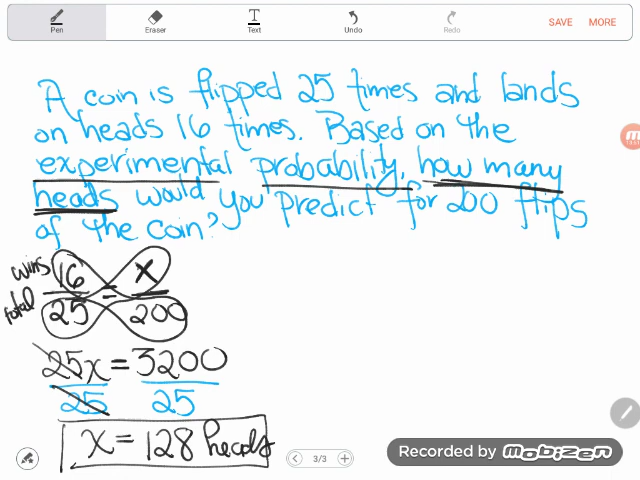 Pen
Eraser
Text
Undo
Redo
SAVE
MORE
A coin is flipped 25 times and lands
on heads 16 times. Based on the
experimental probability, how many
heads would you predict for 200 flips
of the coin?
wins 16 = x
total 25 200
25x = 3200
25 25
x = 128 heads
3/3
Recorded by mobizen